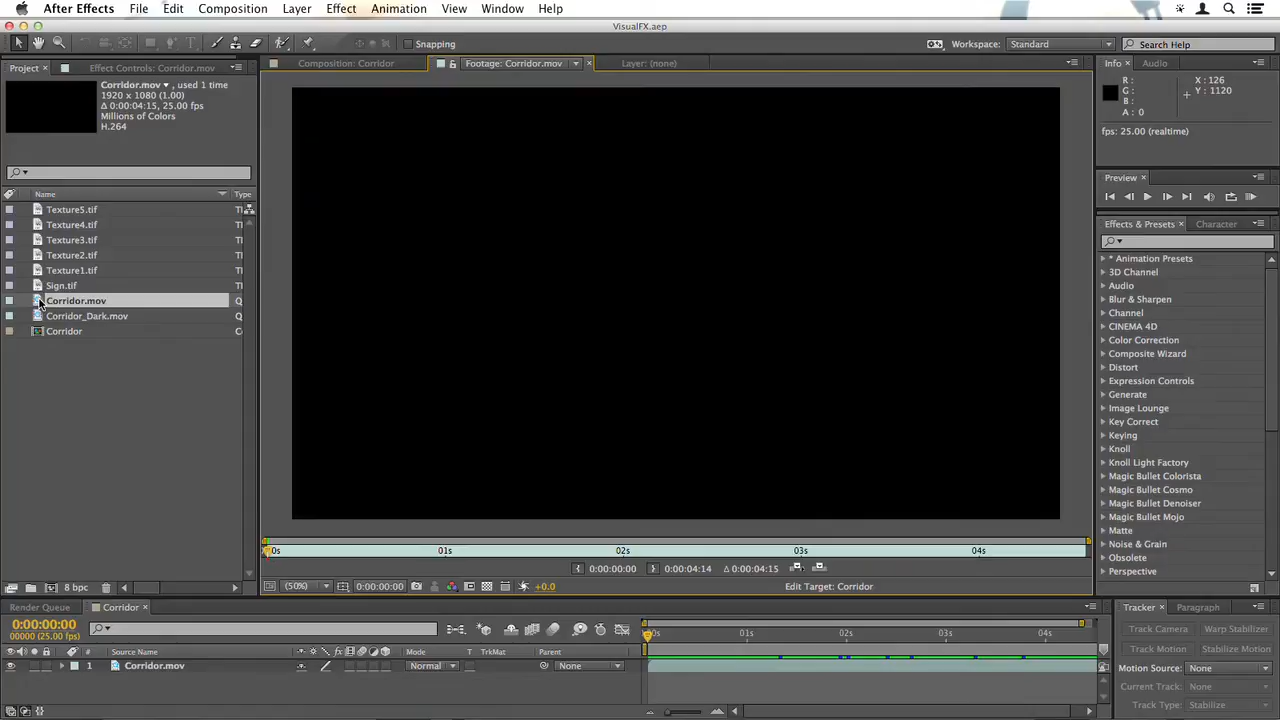 After Effects File Edit Composition Layer Effect Animation View Window Help
VisualFX.aep
Snapping Workspace: Standard Search Help
Project × Effect Controls: Corridor.mov Composition: Corridor Footage: Corridor.mov × Layer: (none) Info × Audio
Corridor.mov ▾, used 1 time
1920 x 1080 (1.00)
Δ 0:00:04:15, 25.00 fps
Millions of Colors
H.264
R :
G :
B :
A : 0
X : 126
Y : 1120
fps: 25.00 (realtime)
Preview ×
Name Type
Texture5.tif TI
Texture4.tif TI
Texture3.tif TI
Texture2.tif TI
Texture1.tif TI
Sign.tif TI
Corridor.mov Q
Corridor_Dark.mov Q
Corridor C
Effects & Presets × Character
* Animation Presets
3D Channel
Audio
Blur & Sharpen
Channel
CINEMA 4D
Color Correction
Composite Wizard
Distort
Expression Controls
Generate
Image Lounge
Key Correct
Keying
Knoll
Knoll Light Factory
Magic Bullet Colorista
Magic Bullet Cosmo
Magic Bullet Denoiser
Magic Bullet Mojo
Matte
Noise & Grain
Obsolete
Perspective
0s 01s 02s 03s 04s
0:00:00:00 0:00:04:14 Δ 0:00:04:15
8 bpc (50%) 0:00:00:00 +0.0 Edit Target: Corridor
Render Queue Corridor × Tracker × Paragraph
0:00:00:00
00000 (25.00 fps)
0s 01s 02s 03s 04s
# Source Name Mode T TrkMat Parent
1 Corridor.mov Normal None
Track Camera Warp Stabilizer
Track Motion Stabilize Motion
Motion Source: None
Current Track: None
Track Type: Stabilize